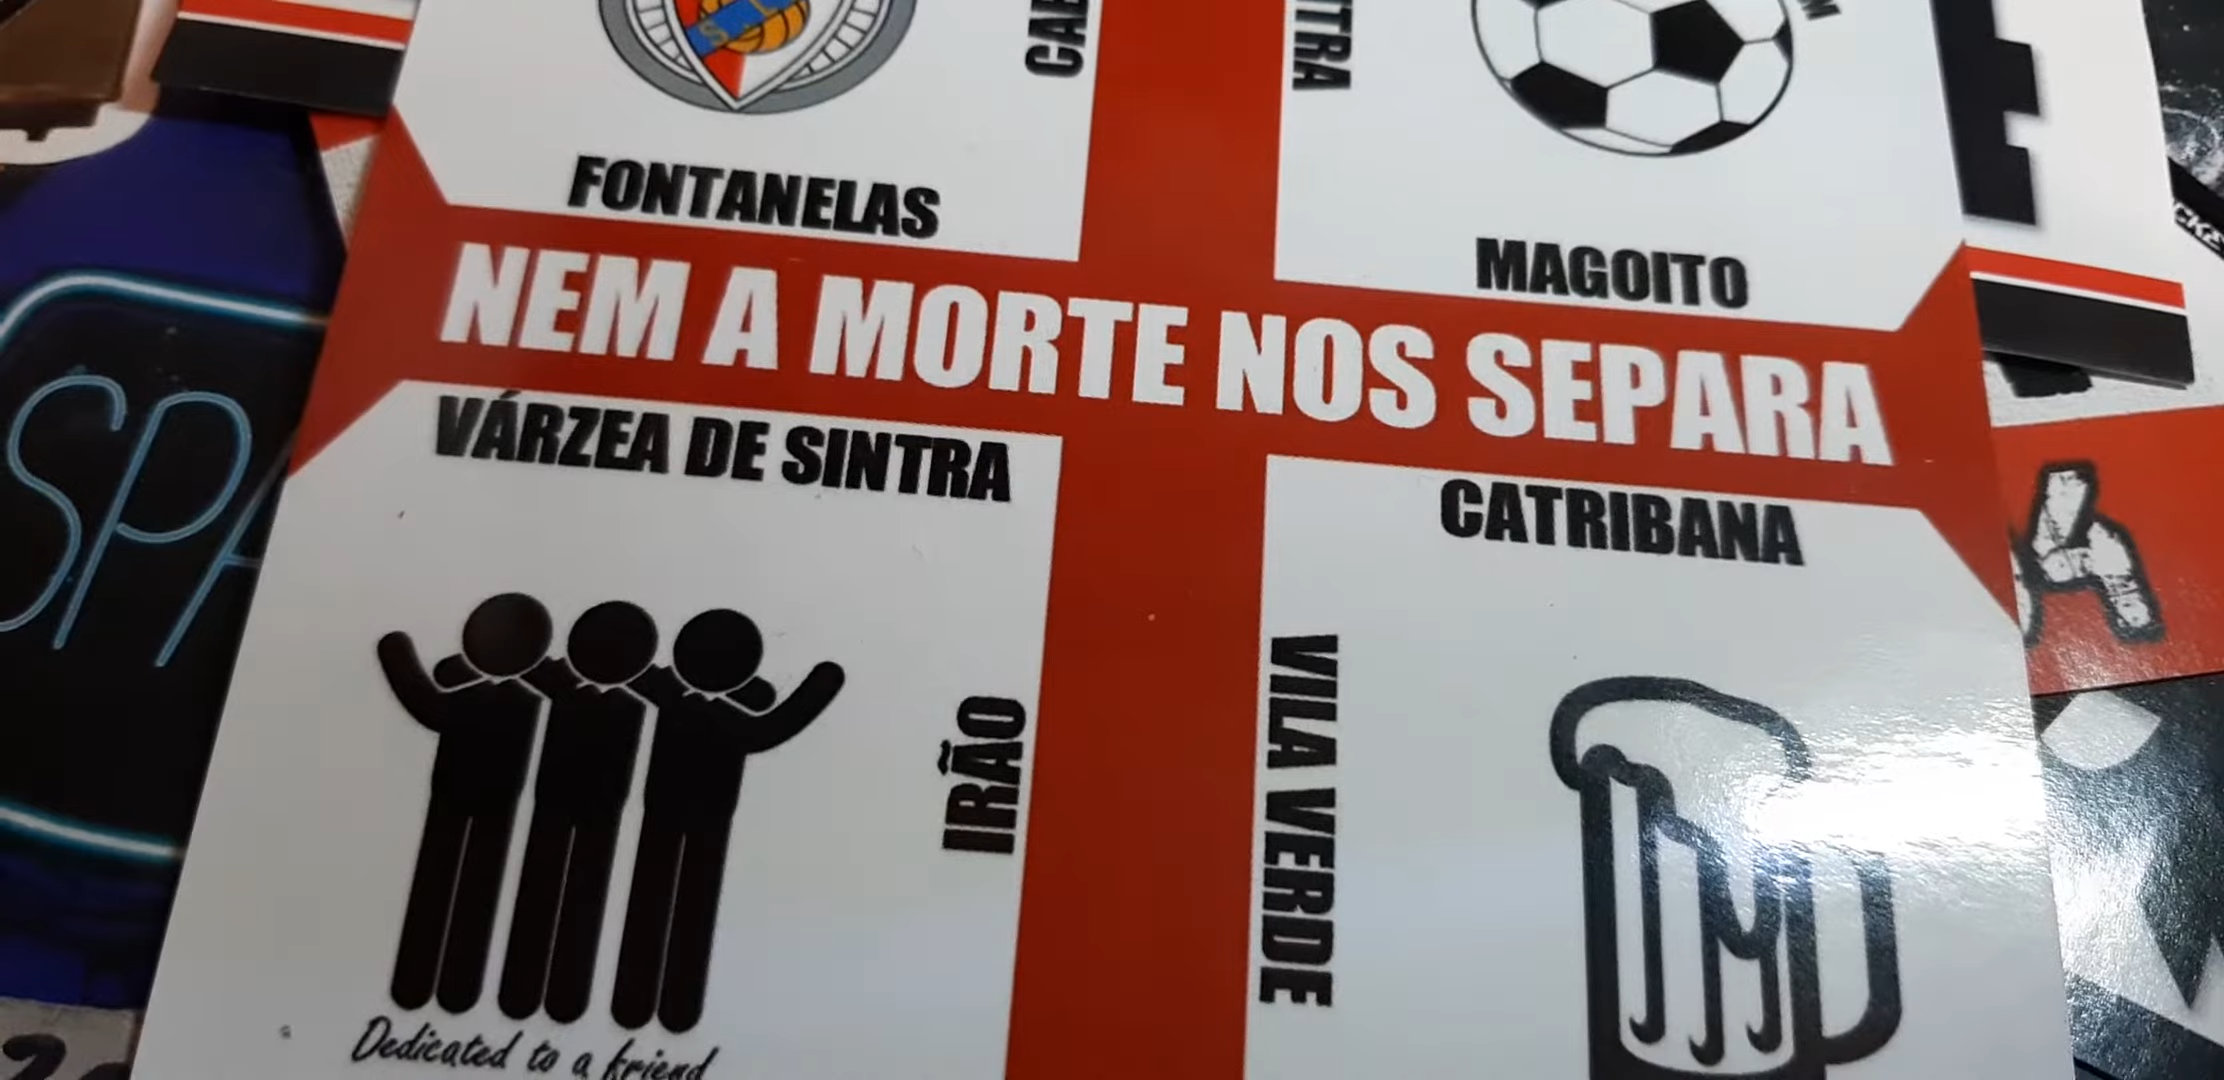 FONTANELAS
MAGOITO
NEM A MORTE NOS SEPARA
VÁRZEA DE SINTRA
CATRIBANA
IRÃO
VILA VERDE
Dedicated to a friend